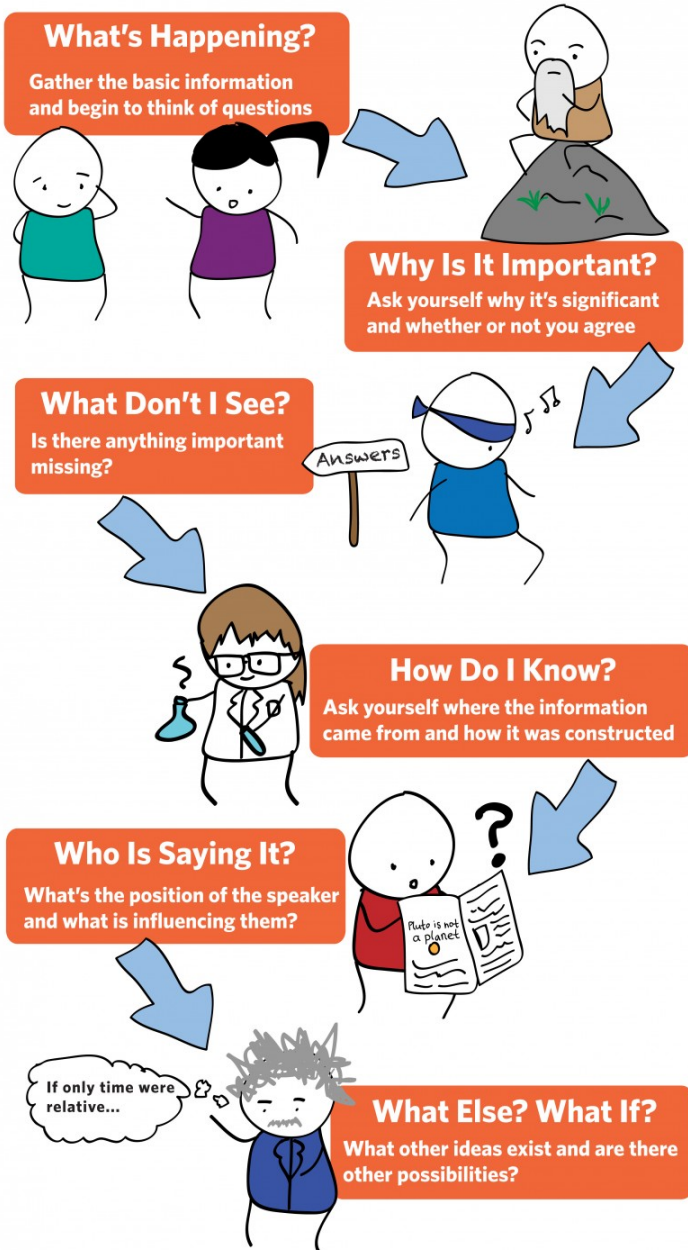 What's Happening?
Gather the basic information
and begin to think of questions
Why Is It Important?
Ask yourself why it's significant
and whether or not you agree
What Don't I See?
Is there anything important
missing?
Answers
How Do I Know?
Ask yourself where the information
came from and how it was constructed
Who Is Saying It?
What's the position of the speaker
and what is influencing them?
?
Pluto is not
a planet
If only time were
relative...
What Else? What If?
What other ideas exist and are there
other possibilities?